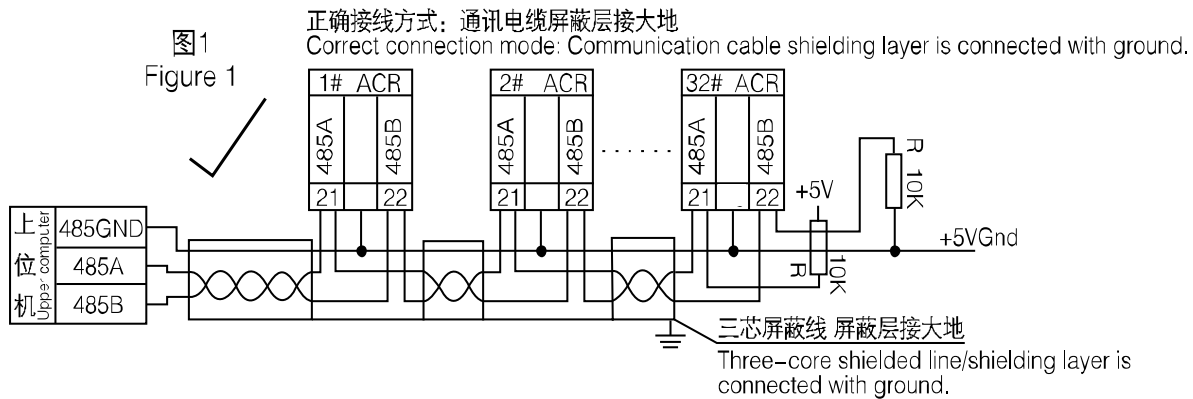 正确接线方式：通讯电缆屏蔽层接大地
图1
Correct connection mode: Communication cable shielding layer is connected with ground.
Figure 1
1# ACR
2# ACR
32# ACR
485A
485B
485A
485B
485A
485B
21
22
21
22
21
22
R
10K
+5V
R
10K
+5VGnd
上位机
Upper computer
485GND
485A
485B
三芯屏蔽线 屏蔽层接大地
Three-core shielded line/shielding layer is
connected with ground.